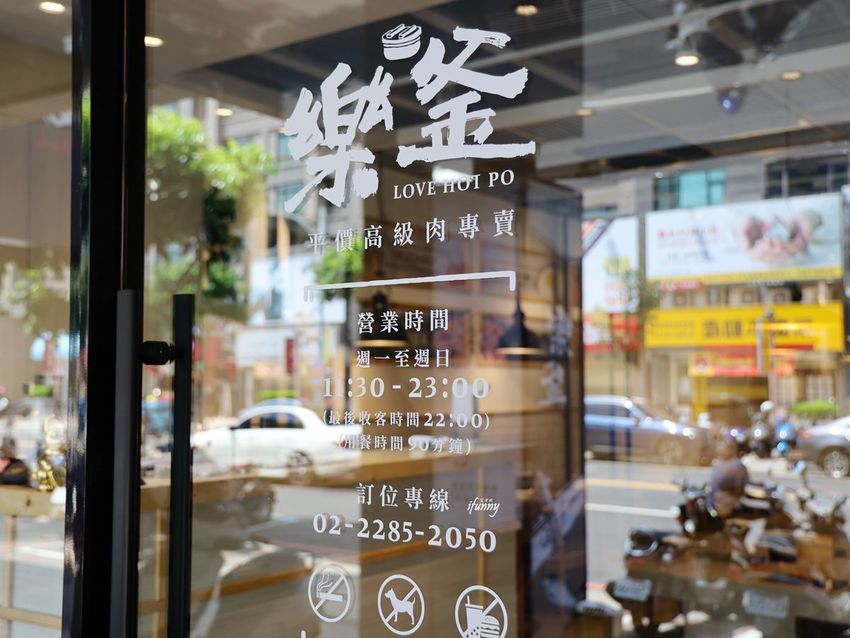 樂釜
LOVE HOT PO
平價高級肉專賣
營業時間
週一至週日
11:30 - 23:00
(最後收客時間 22:00)
(用餐時間 90分鐘)
訂位專線
ifunny
02-2285-2050